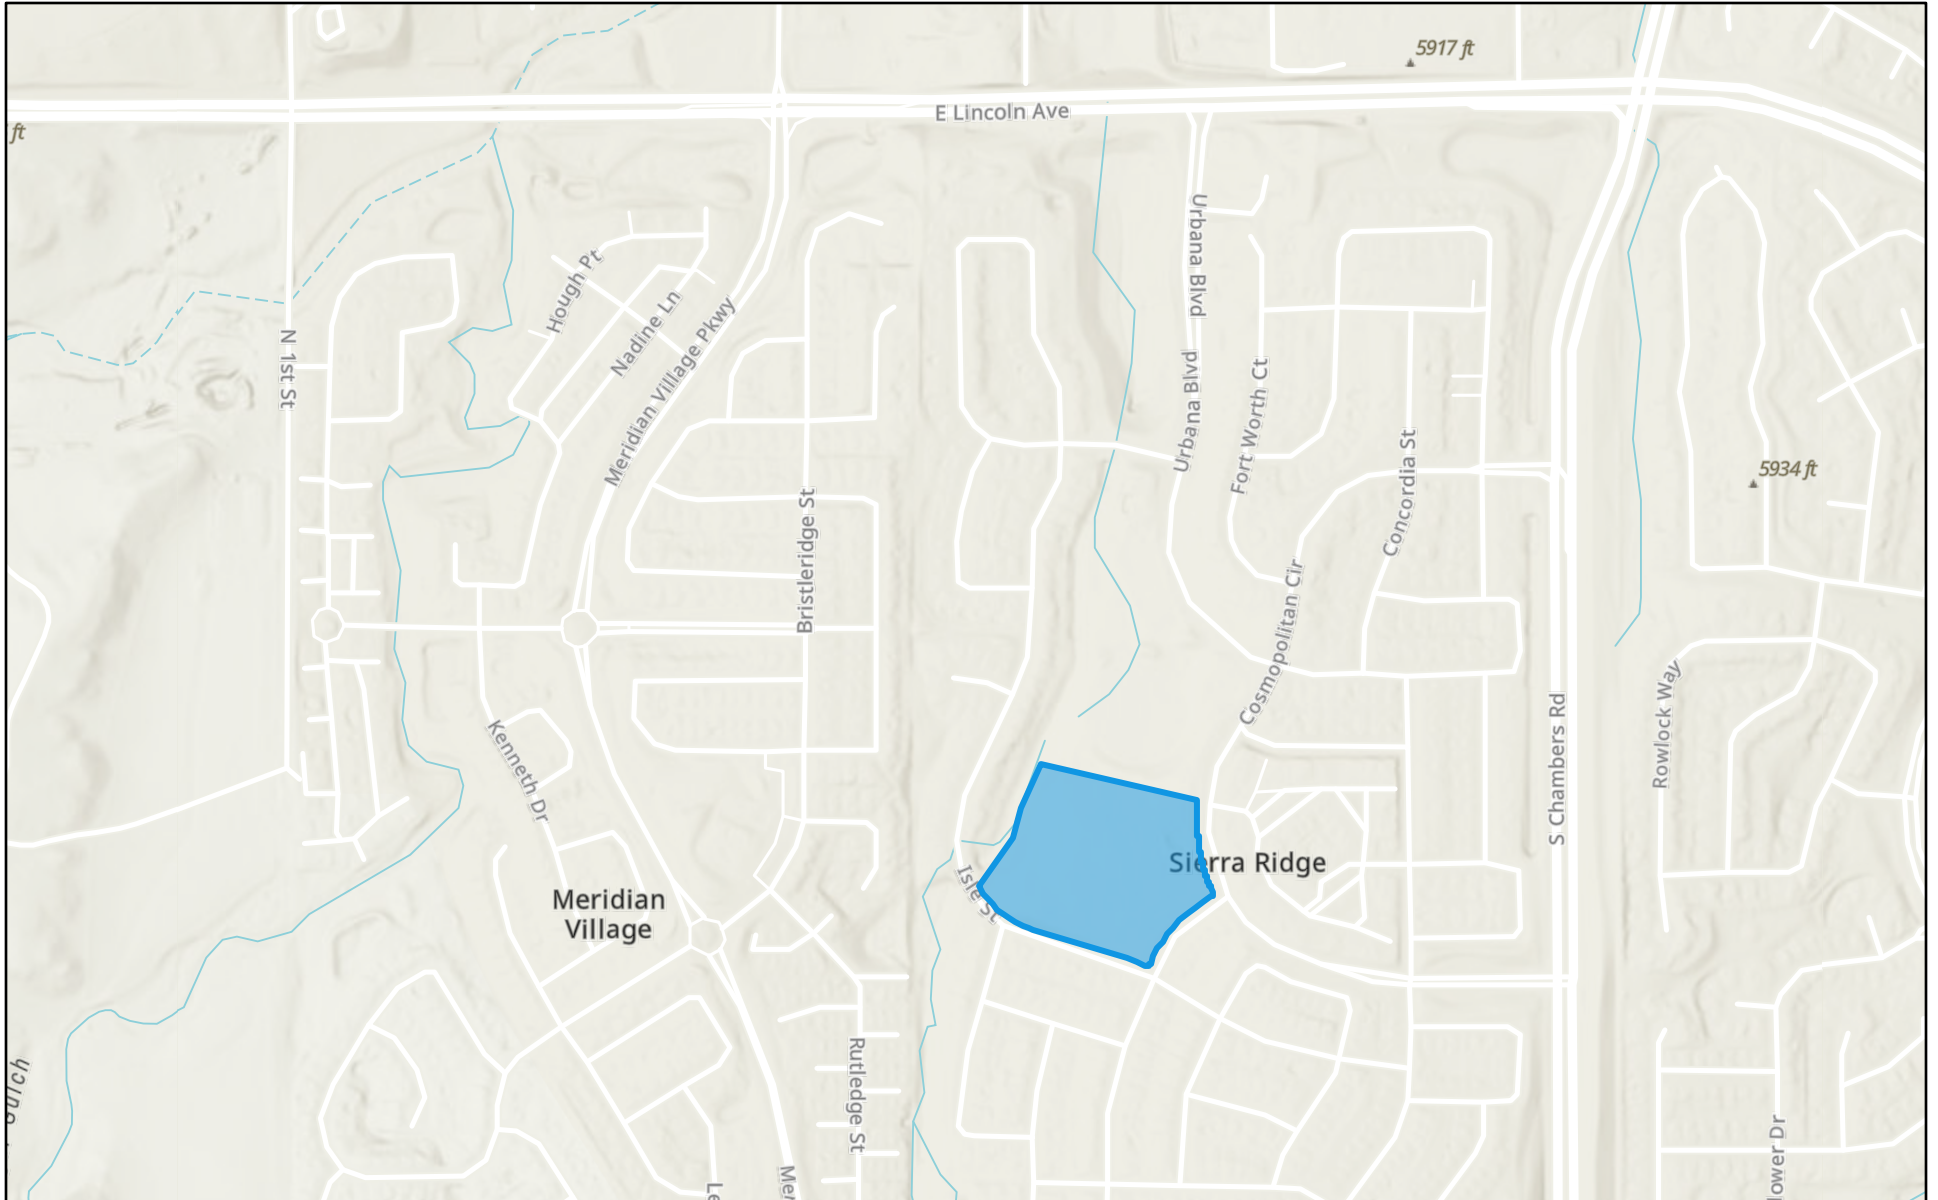 5917 ft
E Lincoln Ave
ft
Urbana Blvd
Hough Pt
Nadine Ln
Meridian Village Pkwy
N 1st St
Urbana Blvd
Fort Worth Ct
Concordia St
5934 ft
Bristleridge St
Cosmopolitan Cir
Rowlock Way
S Chambers Rd
Kenneth Dr
Sierra Ridge
Isle St
Meridian
Village
Rutledge St